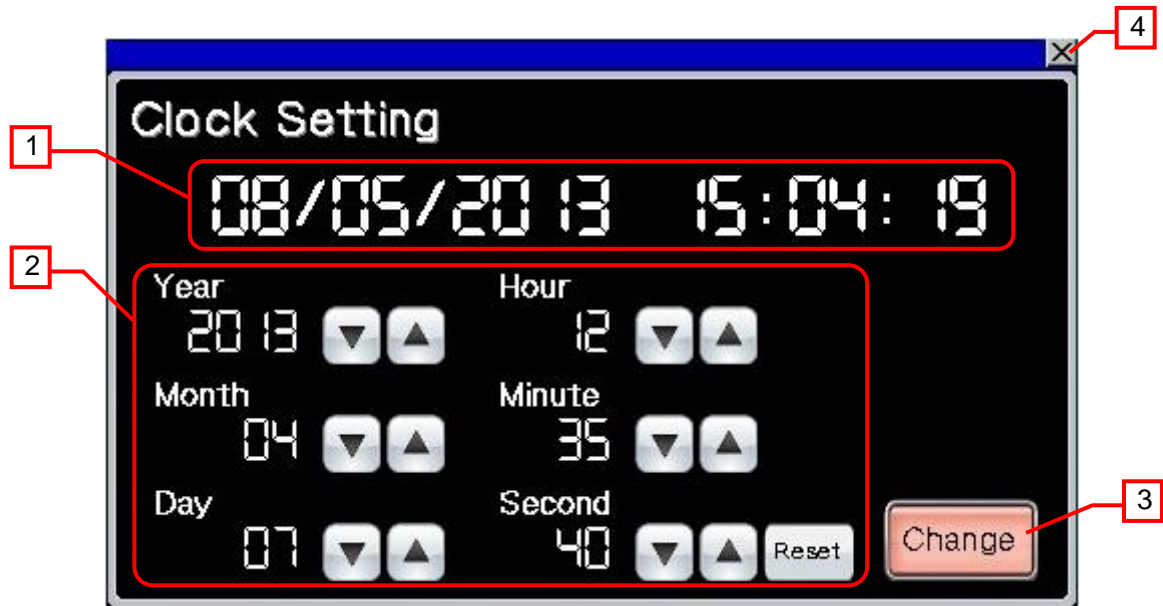 4
Clock Setting
1
08/05/2013 15:04:19
2
Year Hour
2013 ▼ ▲ 12 ▼ ▲
Month Minute
04 ▼ ▲ 35 ▼ ▲
Day Second
07 ▼ ▲ 40 ▼ ▲ Reset
Change
3